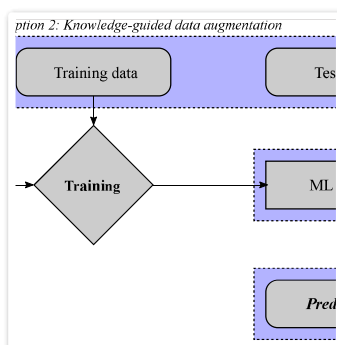 ption 2: Knowledge-guided data augmentation
Training data
Tes
Training
ML
Pred